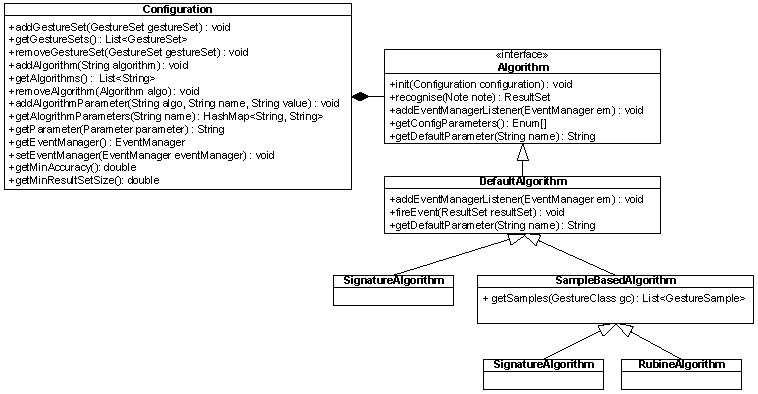 Configuration
+addGestureSet(GestureSet gestureSet) : void
+getGestureSets() : List<GestureSet>
+removeGestureSet(GestureSet gestureSet) : void
+addAlgorithm(String algorithm) : void
+getAlgorithms() :  List<String>
+removeAlgorithm(Algorithm algo) : void
+addAlgorithmParameter(String algo, String name, String value) : void
+getAlogrithmParameters(String name) : HashMap<String, String>
+getParameter(Parameter parameter) : String
+getEventManager() : EventManager
+setEventManager(EventManager eventManager) : void
+getMinAccuracy(): double
+getMinResultSetSize(): double
«interface»
Algorithm
+init(Configuration configuration) : void
+recognise(Note note) : ResultSet
+addEventManagerListener(EventManager em) : void
+getConfigParameters() : Enum[]
+getDefaultParameter(String name) : String
DefaultAlgorithm
+addEventManagerListener(EventManager em) : void
+fireEvent(ResultSet resultSet) : void
+getDefaultParameter(String name) : String
SignatureAlgorithm
SampleBasedAlgorithm
+ getSamples(GestureClass gc) : List<GestureSample>
SignatureAlgorithm
RubineAlgorithm